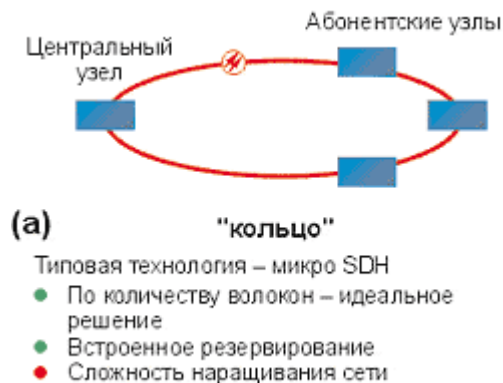 Абонентские узлы
Центральный
узел
(а)
"кольцо"
Типовая технология – микро SDH
По количеству волокон – идеальное
решение
Встроенное резервирование
Сложность наращивания сети